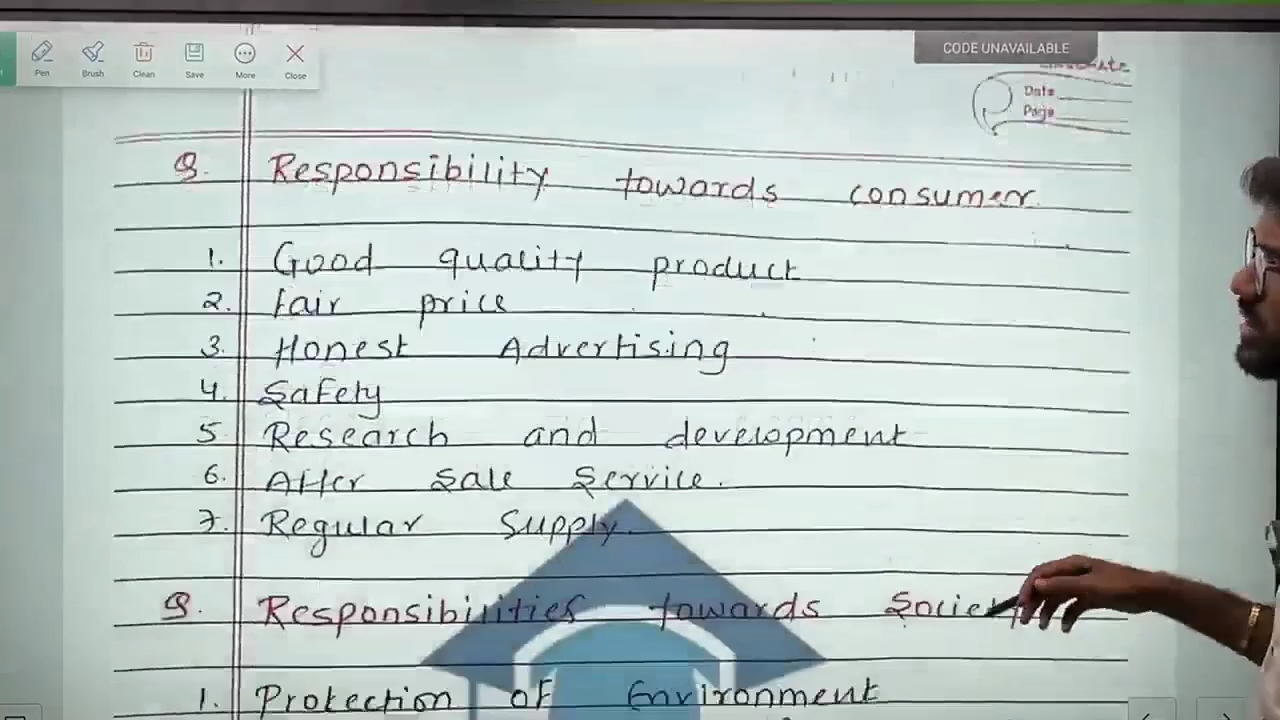 Pen Brush Clean Save More Close
CODE UNAVAILABLE
Date
Page
Q. Responsibility towards consumer
1. Good quality product
2. Fair price
3. Honest Advertising
4. Safety
5 Research and development
6. After Sale Service.
7. Regular Supply.
Q. Responsibilities towards
1. Protection of Environment